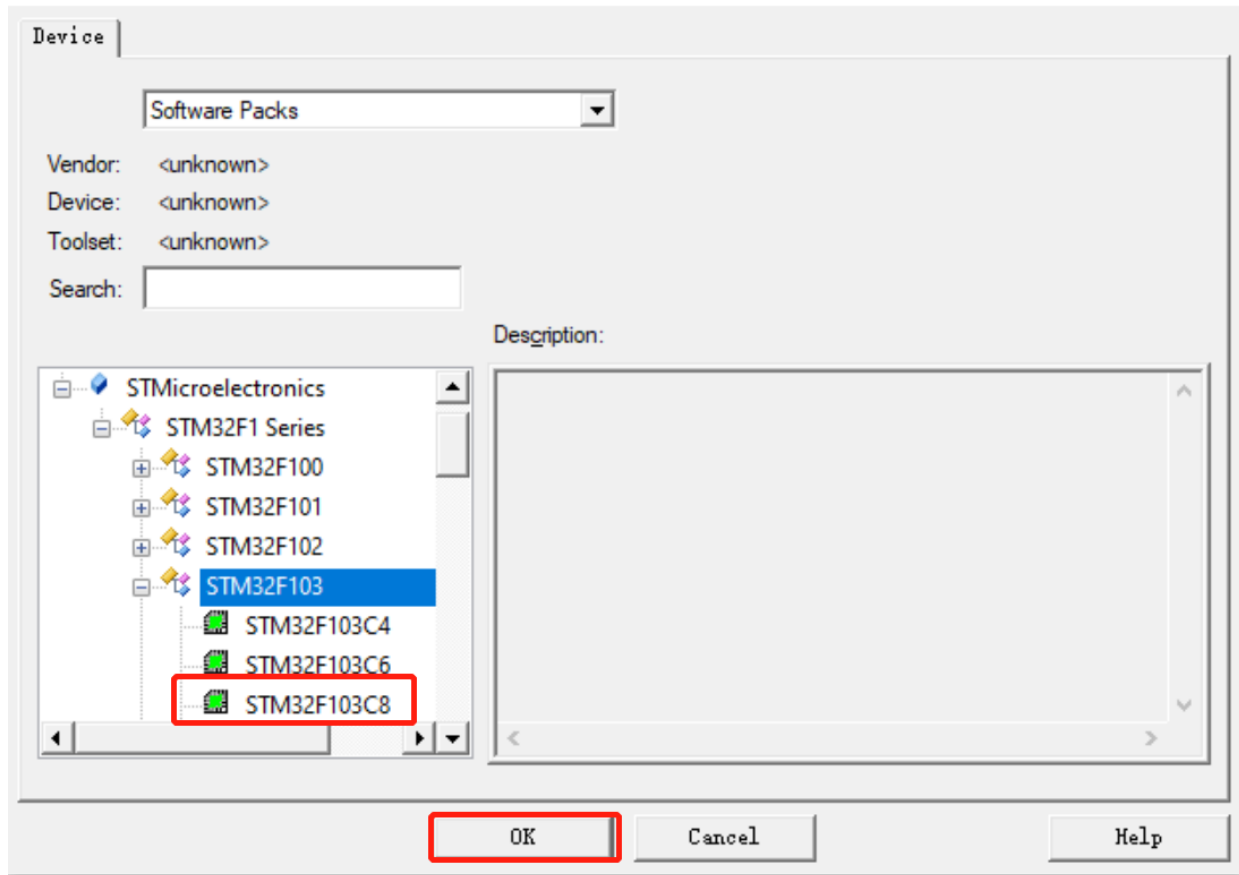 Device
Software Packs
Vendor: <unknown>
Device: <unknown>
Toolset: <unknown>
Search:
Description:
STMicroelectronics
STM32F1 Series
STM32F100
STM32F101
STM32F102
STM32F103
STM32F103C4
STM32F103C6
STM32F103C8
OK Cancel Help